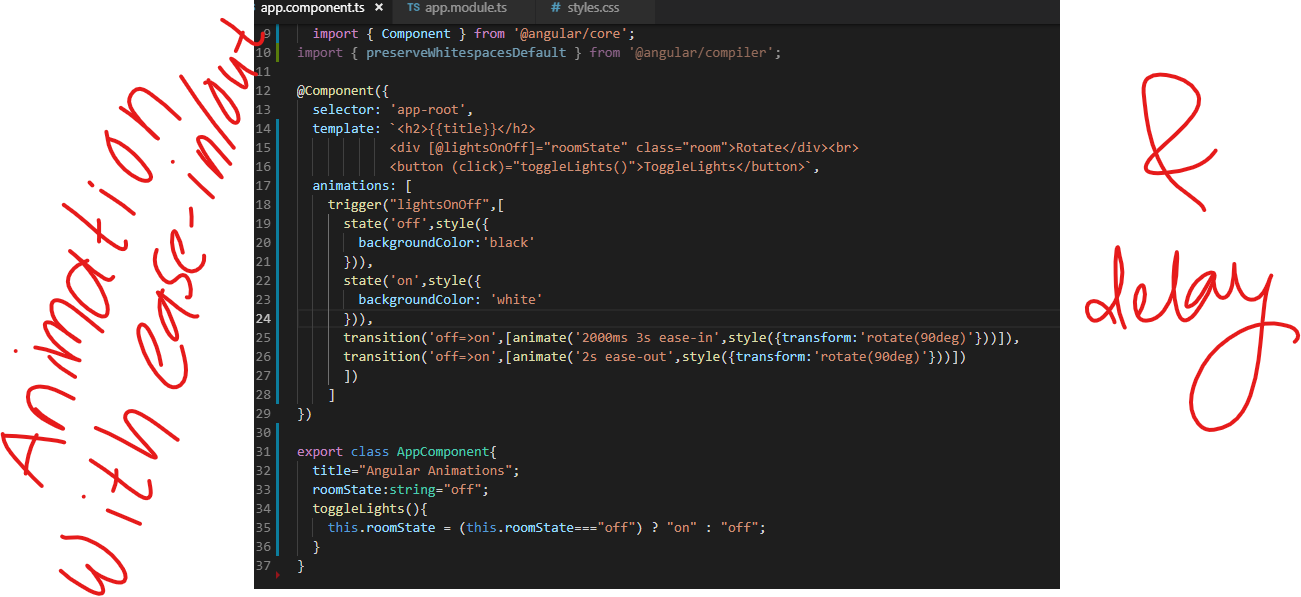 Animation
with ease-in/out
app.component.ts ×
TS app.module.ts
# styles.css
9 import { Component } from '@angular/core';
10 import { preserveWhitespacesDefault } from '@angular/compiler';
11
12 @Component({
13 selector: 'app-root',
14 template: `<h2>{{title}}</h2>
15 <div [@lightsOnOff]="roomState" class="room">Rotate</div><br>
16 <button (click)="toggleLights()">ToggleLights</button>`,
17 animations: [
18 trigger("lightsOnOff",[
19 state('off',style({
20 backgroundColor:'black'
21 })),
22 state('on',style({
23 backgroundColor: 'white'
24 })),
25 transition('off=>on',[animate('2000ms 3s ease-in',style({transform:'rotate(90deg)'}))]),
26 transition('off=>on',[animate('2s ease-out',style({transform:'rotate(90deg)'}))])
27 ])
28 ]
29 })
30
31 export class AppComponent{
32 title="Angular Animations";
33 roomState:string="off";
34 toggleLights(){
35 this.roomState = (this.roomState==="off") ? "on" : "off";
36 }
37 }
&
delay